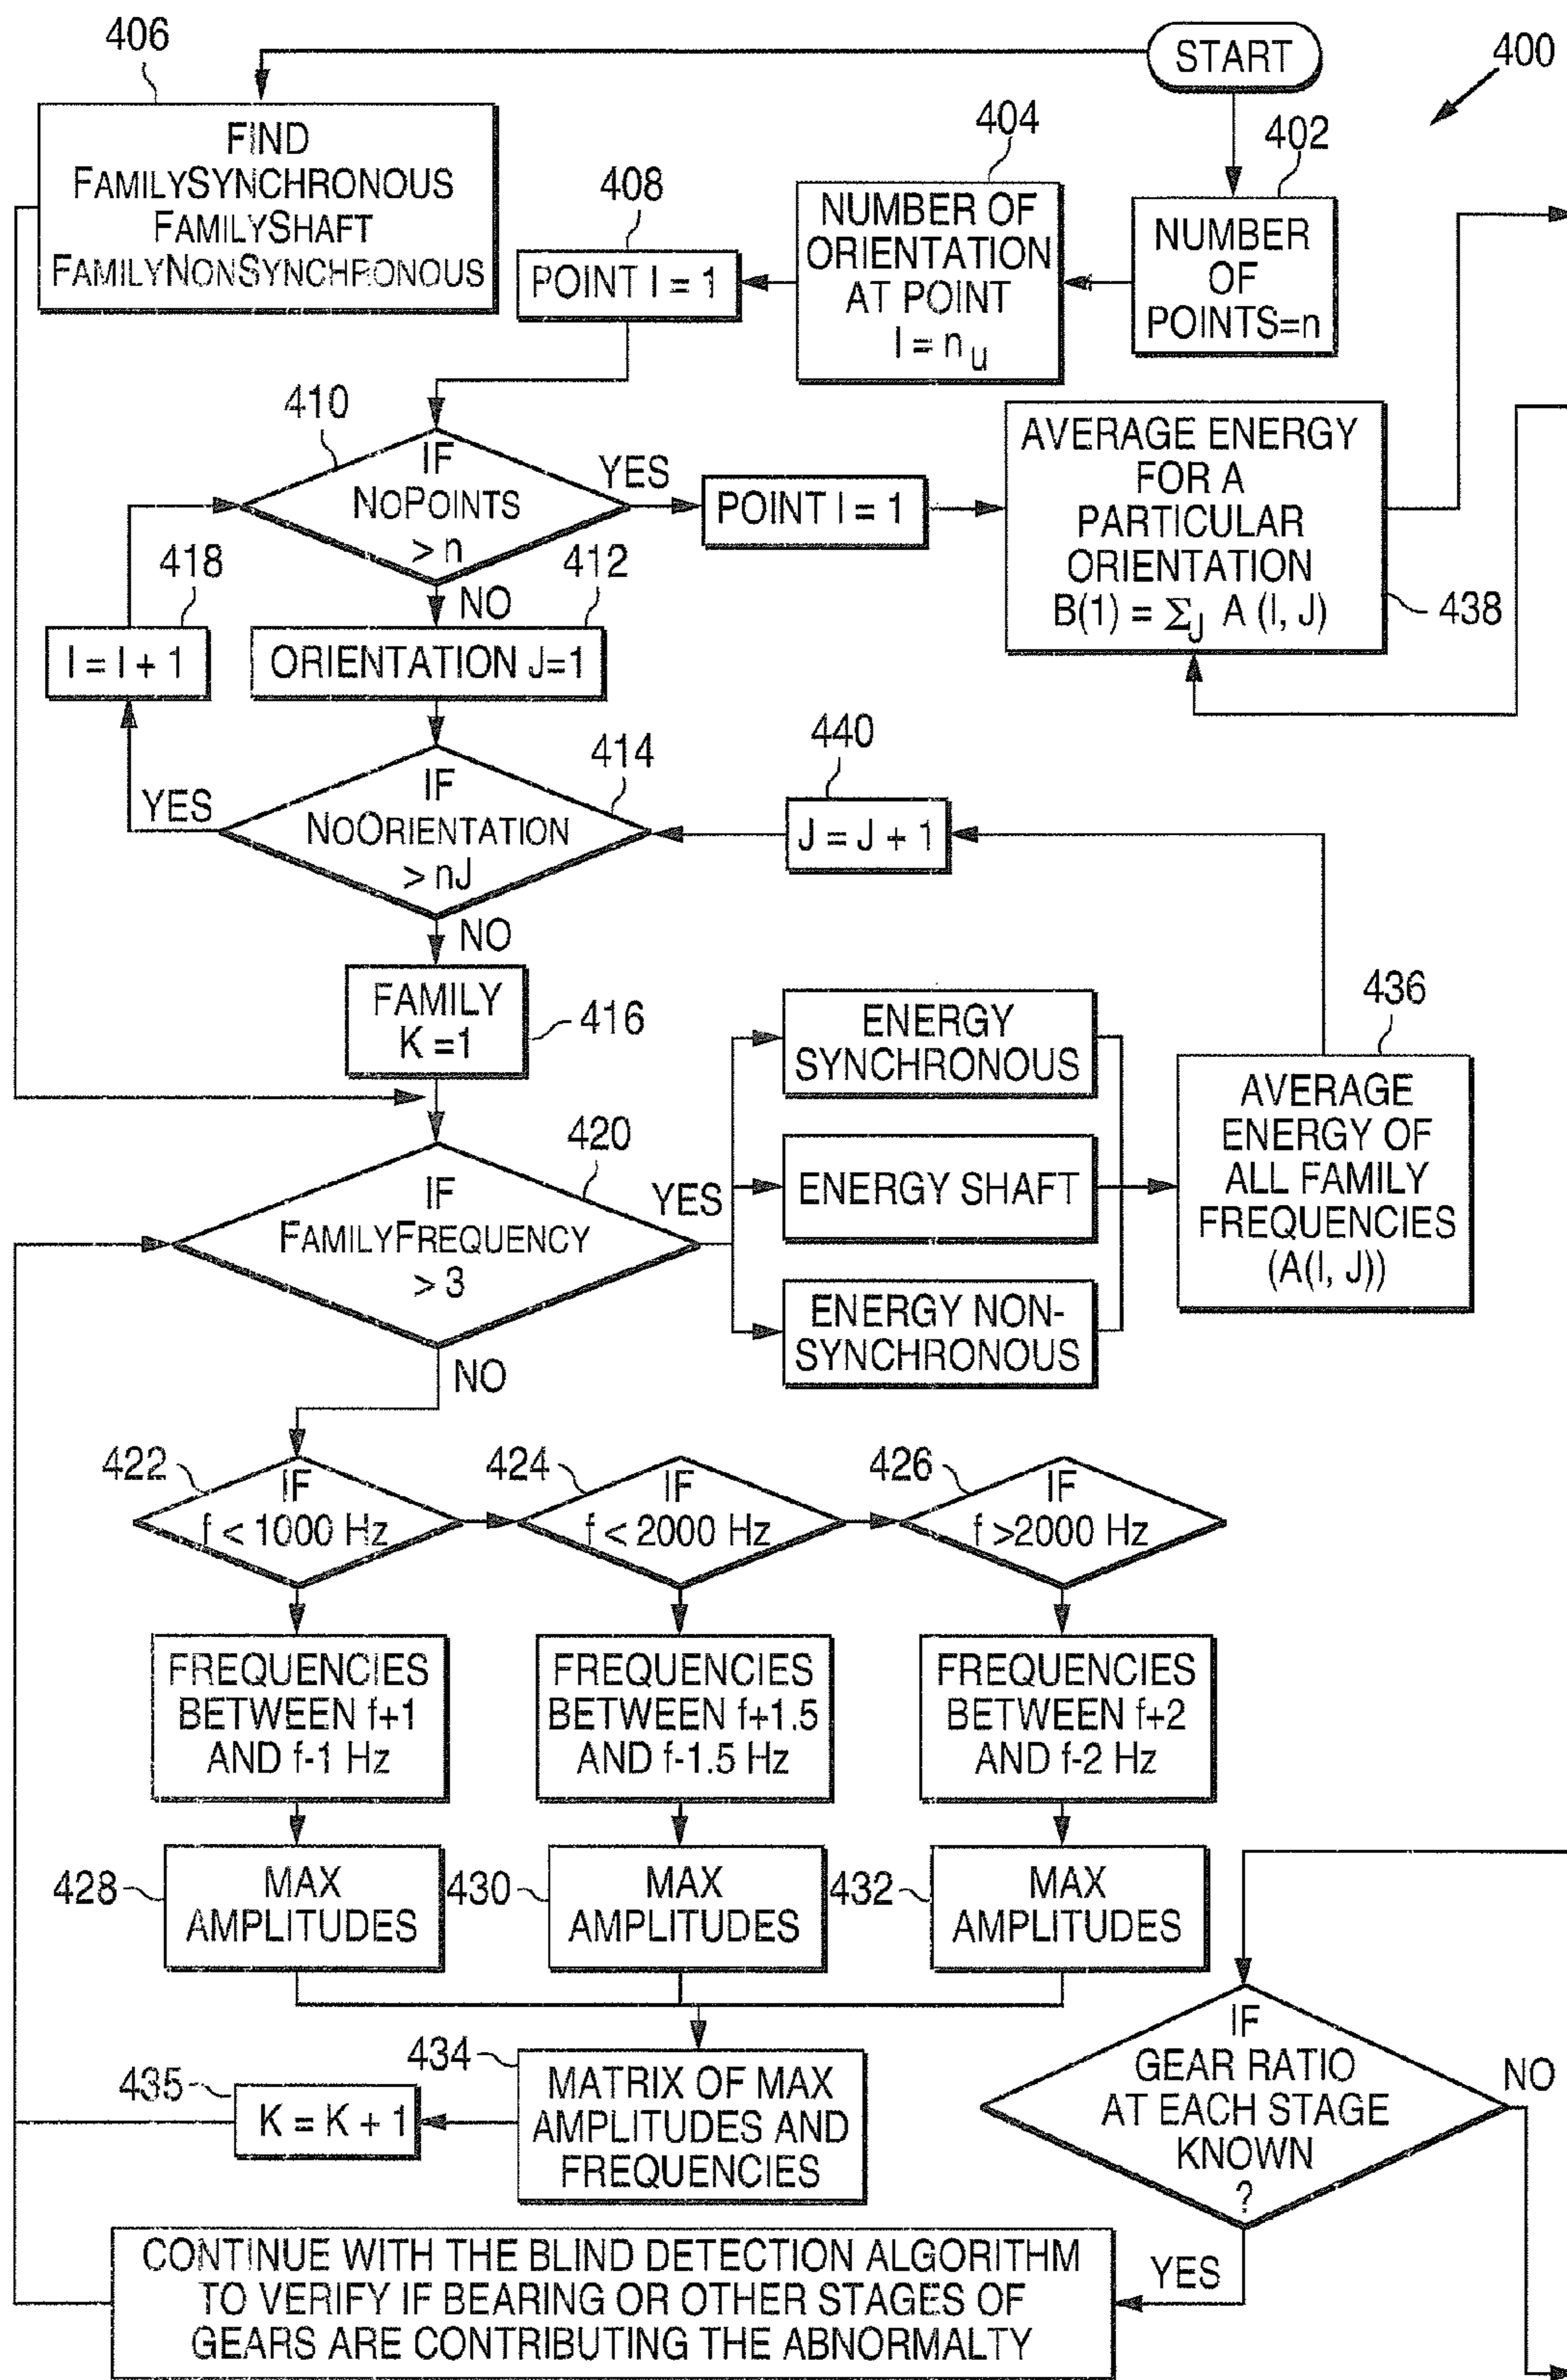 406
START
400
FIND
FAMILYSYNCHRONOUS
FAMILYSHAFT
FAMILYNONSYNCHRONOUS
408
POINT I = 1
404
NUMBER OF
ORIENTATION
AT POINT
I = n u
402
NUMBER
OF
POINTS=n
410
IF
NOPOINTS
> n
YES
NO
POINT I = 1
AVERAGE ENERGY
FOR A
PARTICULAR
ORIENTATION
B(1) = ΣJ A (I, J)
438
418
I = I + 1
412
ORIENTATION J=1
414
IF
NOORIENTATION
> nJ
YES
NO
440
J = J + 1
FAMILY
K =1
416
420
IF
FAMILYFREQUENCY
> 3
YES
NO
ENERGY
SYNCHRONOUS
ENERGY SHAFT
ENERGY NON-
SYNCHRONOUS
436
AVERAGE
ENERGY OF
ALL FAMILY
FREQUENCIES
(A(I, J))
422
IF
f < 1000 Hz
424
IF
f < 2000 Hz
426
IF
f >2000 Hz
FREQUENCIES
BETWEEN f+1
AND f-1 Hz
FREQUENCIES
BETWEEN f+1.5
AND f-1.5 Hz
FREQUENCIES
BETWEEN f+2
AND f-2 Hz
428
MAX
AMPLITUDES
430
MAX
AMPLITUDES
432
MAX
AMPLITUDES
434
MATRIX OF MAX
AMPLITUDES AND
FREQUENCIES
435
K = K + 1
IF
GEAR RATIO
AT EACH STAGE
KNOWN
?
NO
YES
CONTINUE WITH THE BLIND DETECTION ALGORITHM
TO VERIFY IF BEARING OR OTHER STAGES OF
GEARS ARE CONTRIBUTING THE ABNORMALTY